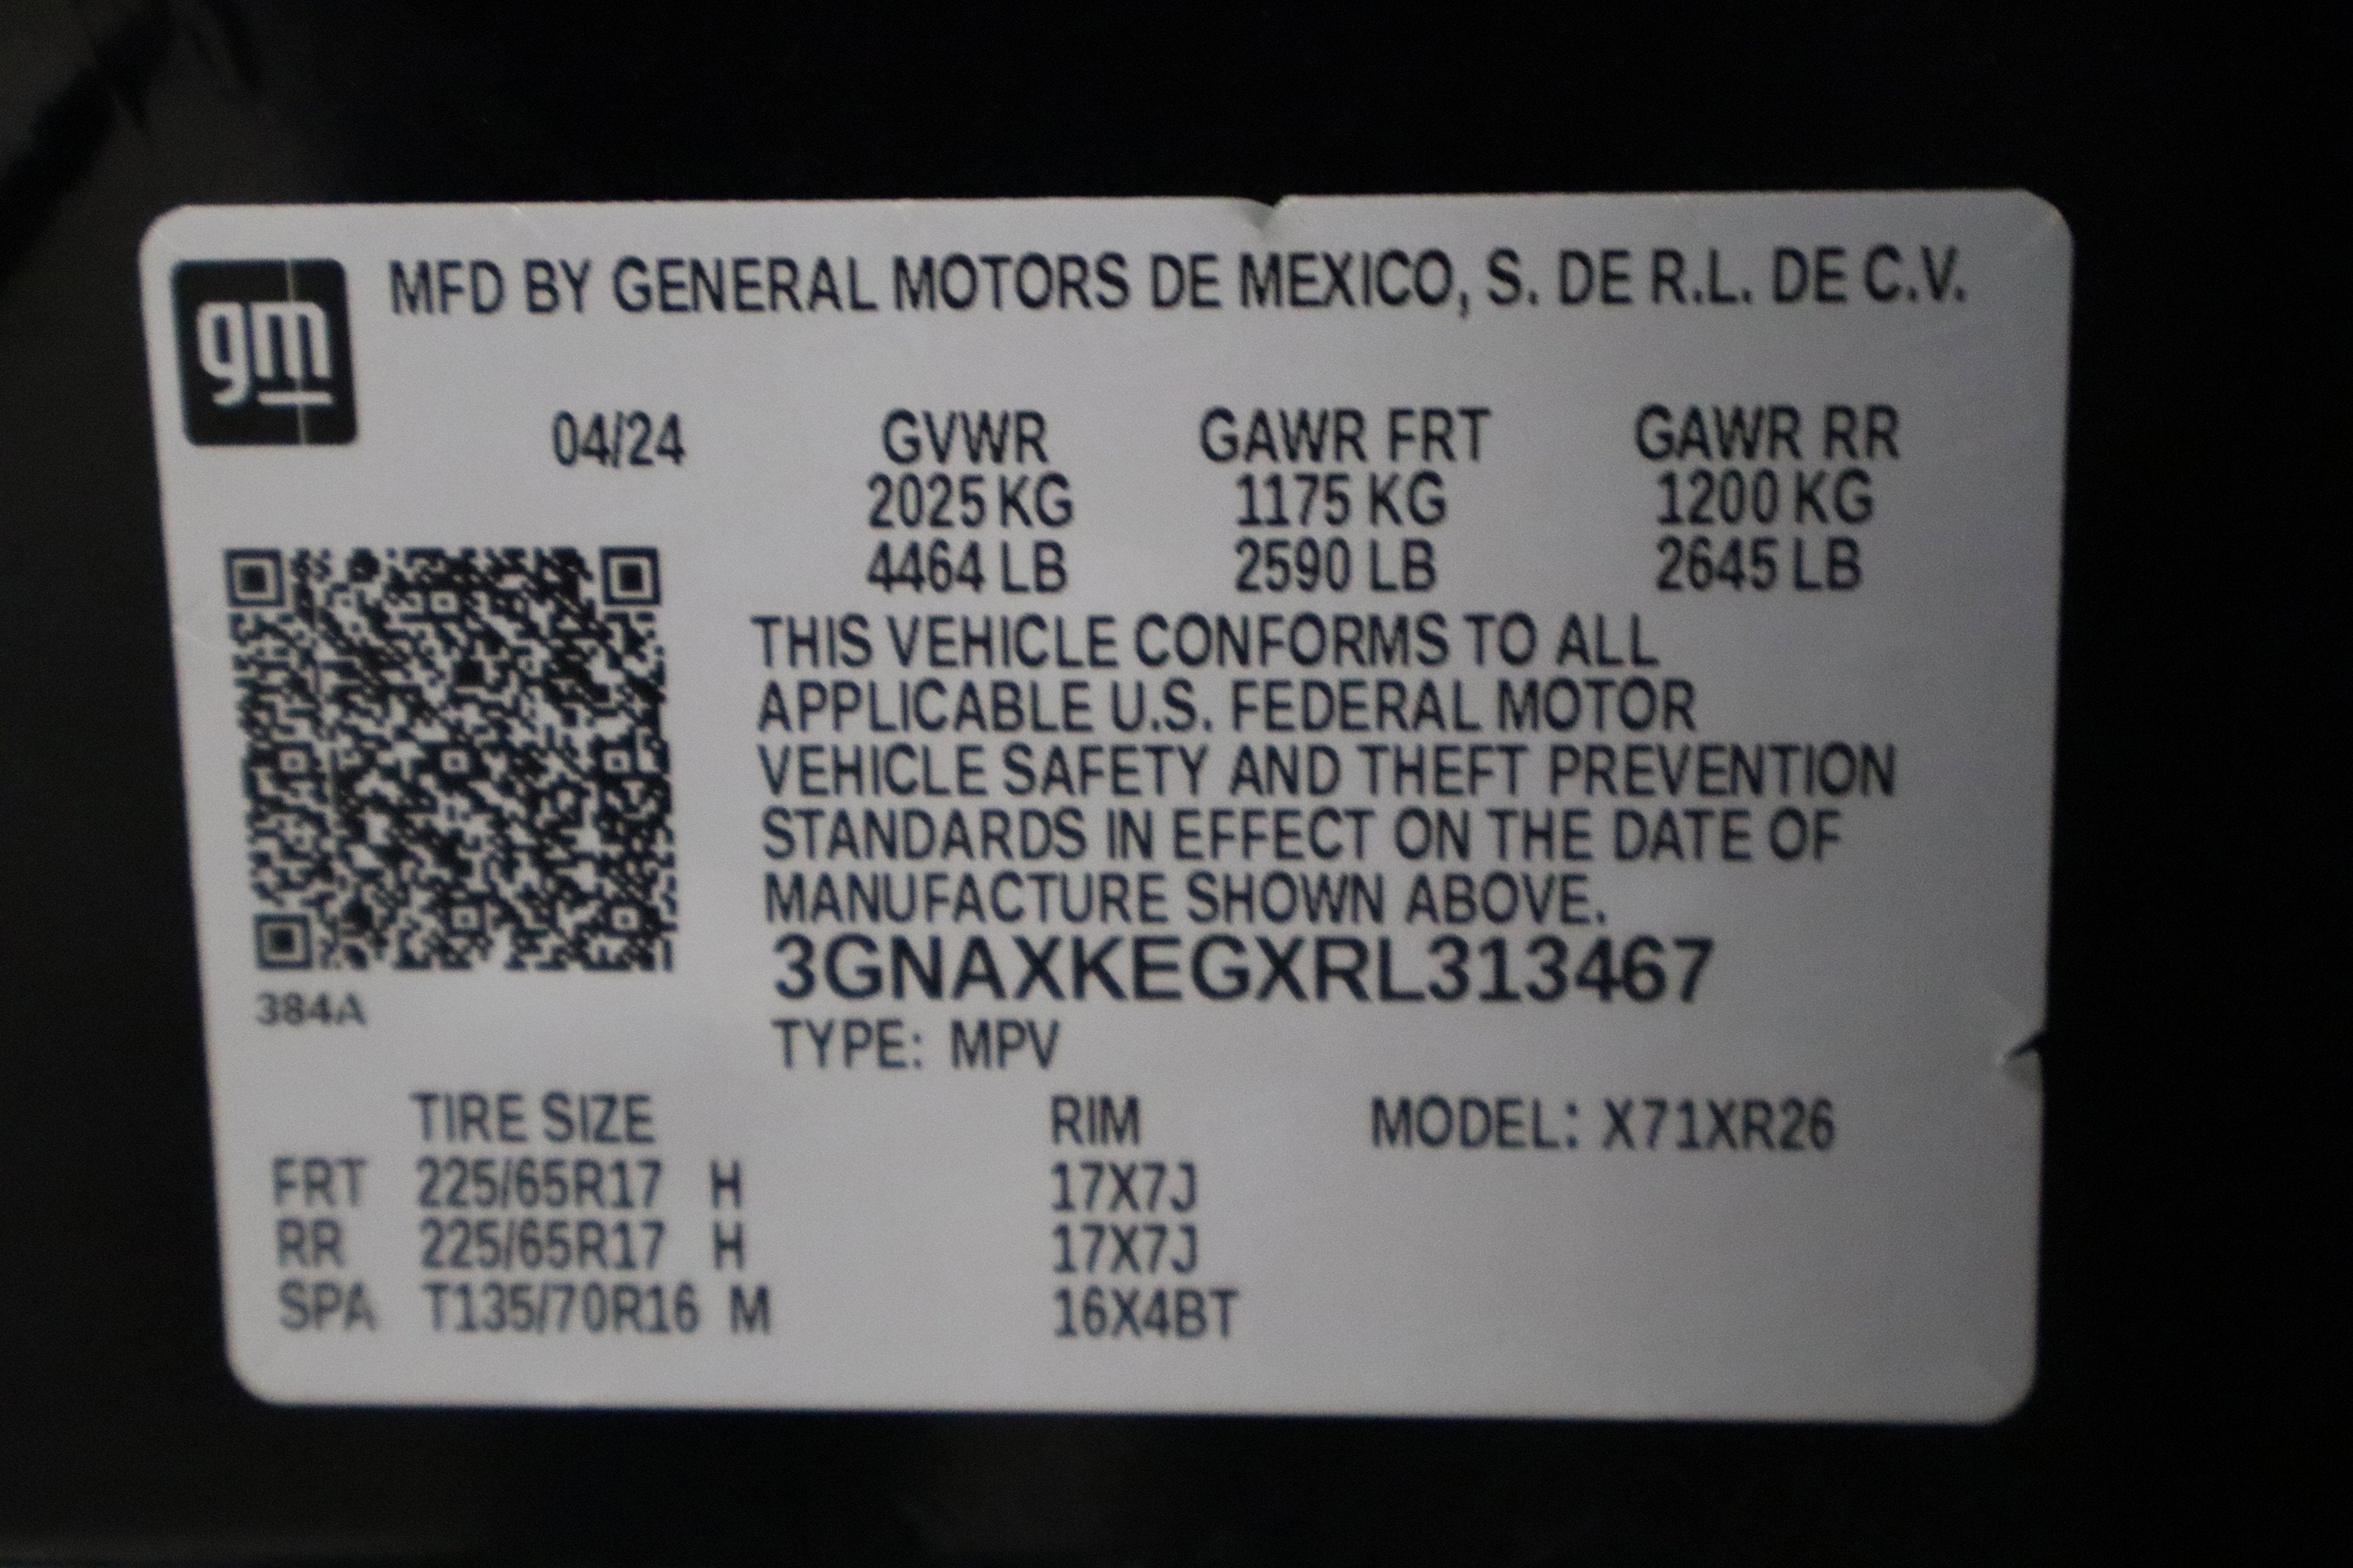 gm
MFD BY GENERAL MOTORS DE MEXICO, S. DE R.L. DE C.V.
04/24 GVWR GAWR FRT GAWR RR
2025 KG 1175 KG 1200 KG
4464 LB 2590 LB 2645 LB
THIS VEHICLE CONFORMS TO ALL
APPLICABLE U.S. FEDERAL MOTOR
VEHICLE SAFETY AND THEFT PREVENTION
STANDARDS IN EFFECT ON THE DATE OF
MANUFACTURE SHOWN ABOVE.
3GNAXKEGXRL313467
384A
TYPE: MPV
TIRE SIZE RIM MODEL: X71XR26
FRT 225/65R17 H 17X7J
RR 225/65R17 H 17X7J
SPA T135/70R16 M 16X4BT